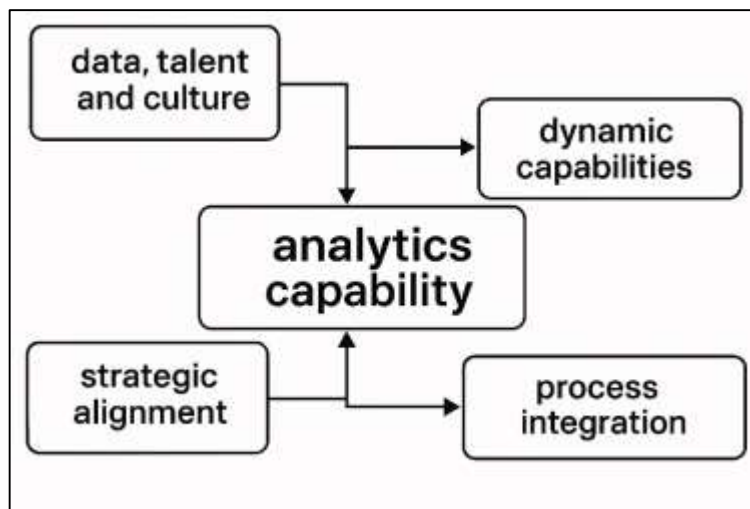 data, talent
and culture
dynamic
capabilities
analytics
capability
strategic
alignment
process
integration